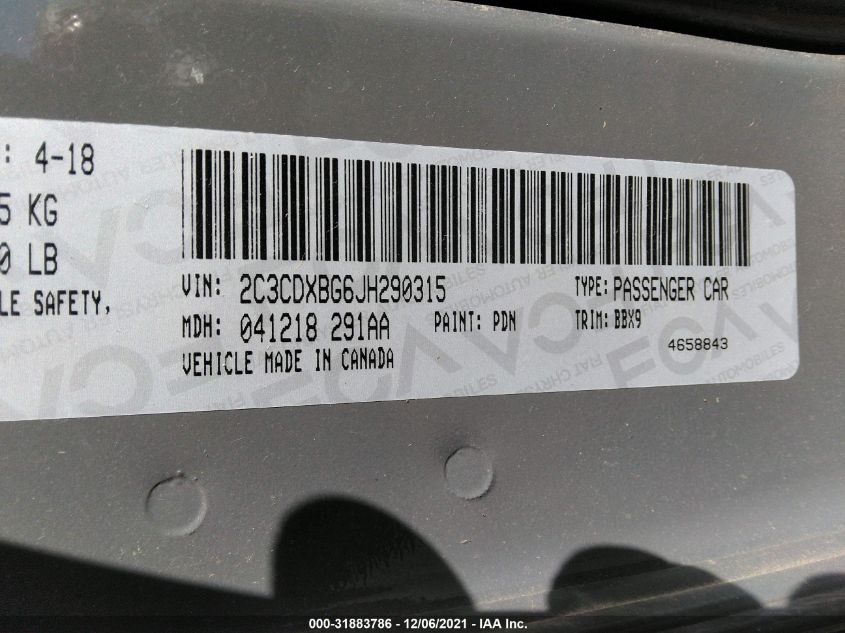 : 4-18
5 KG
0 LB
LE SAFETY,
VIN: 2C3CDXBG6JH290315 TYPE: PASSENGER CAR
MDH: 041218 291AA PAINT: PDN TRIM: BBX9
VEHICLE MADE IN CANADA 4658843
000-31883786 - 12/06/2021 - IAA Inc.